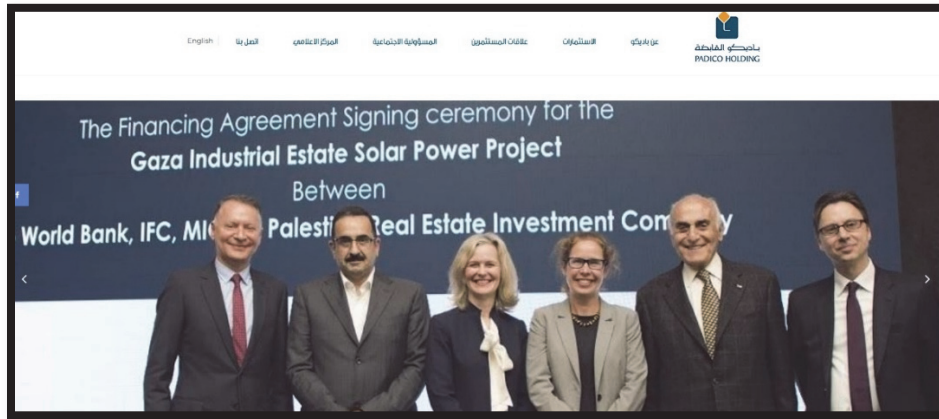 باديكو القابضة
PADICO HOLDING
عن باديكو الاستثمارات علاقات المستثمرين المسؤولية الاجتماعية المركز الاعلامي اتصل بنا English
The Financing Agreement Signing ceremony for the
Gaza Industrial Estate Solar Power Project
Between
World Bank, IFC, Real Estate Investment